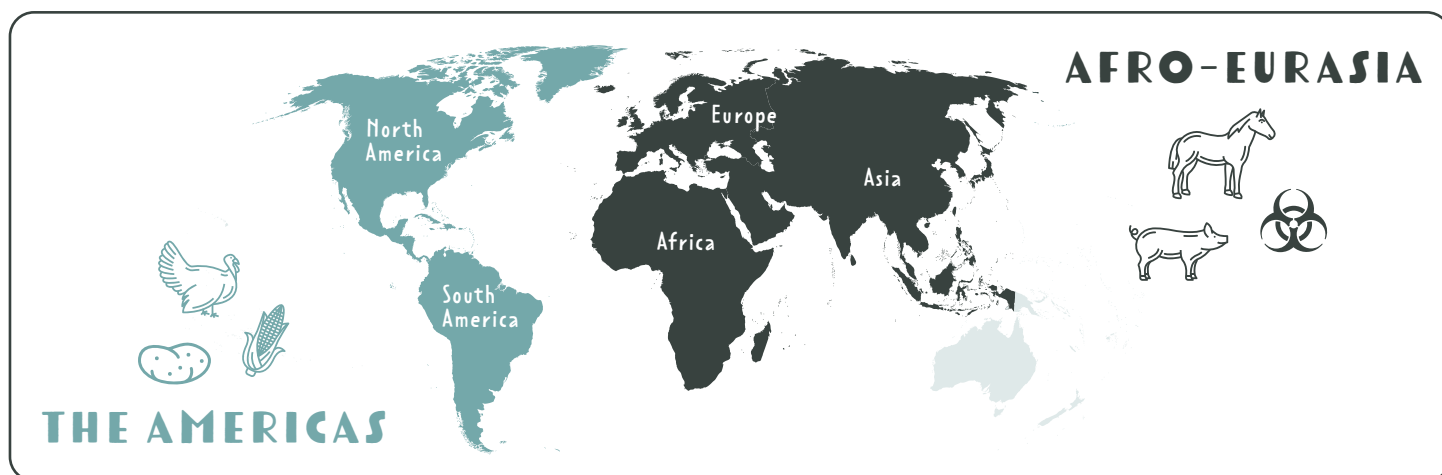 AFRO-EURASIA
North
America
Europe
Asia
Africa
South
America
THE AMERICAS